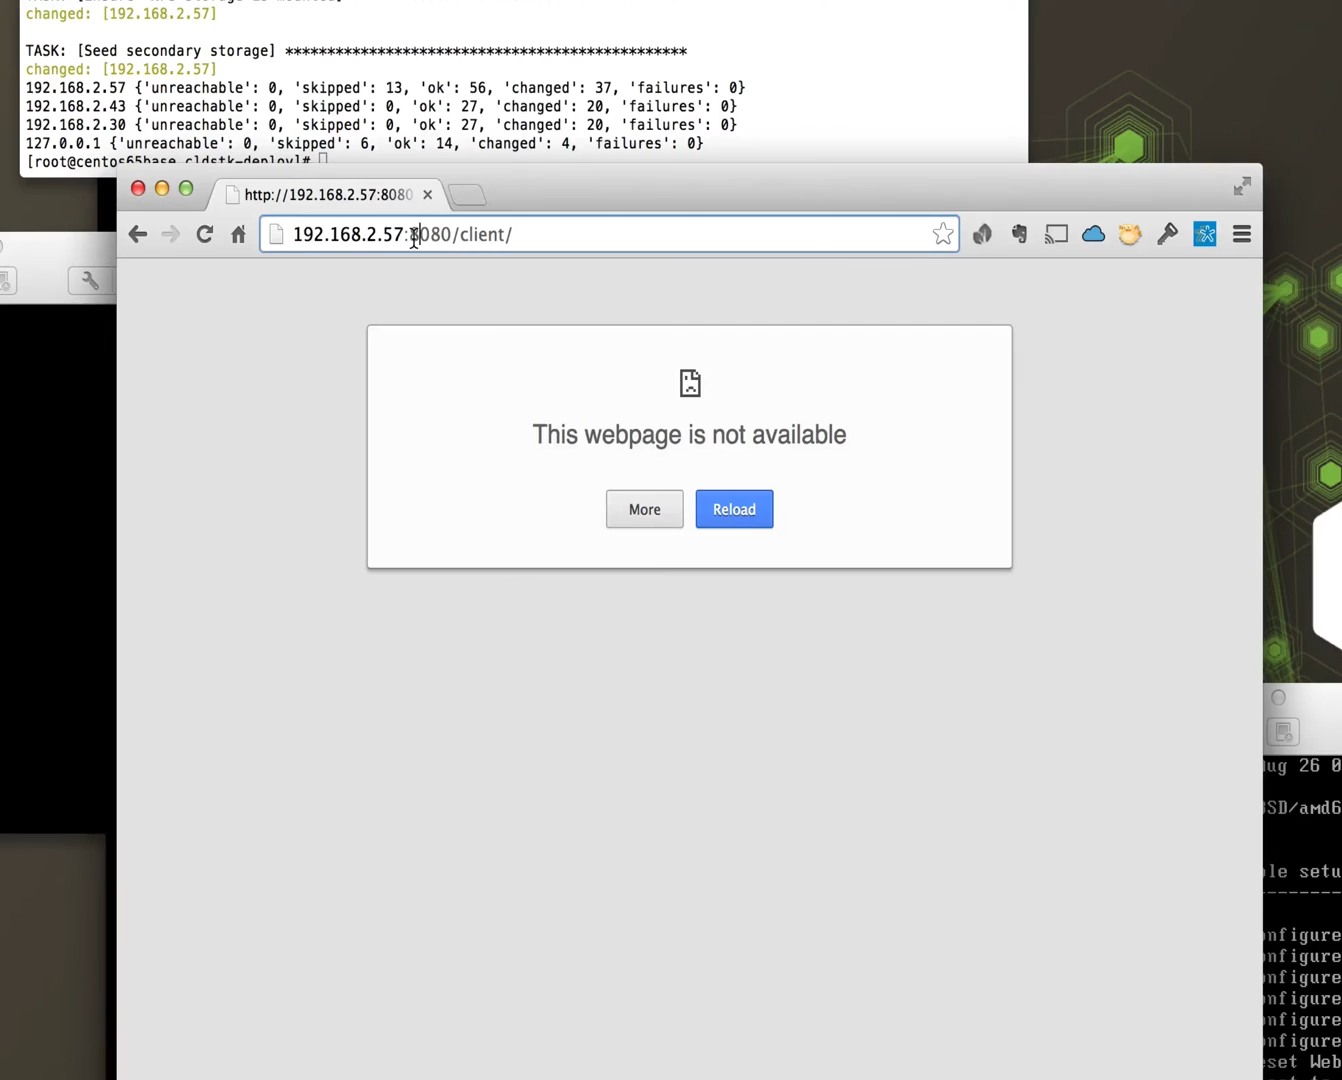 changed: [192.168.2.57]
TASK: [Seed secondary storage] ************************************************
changed: [192.168.2.57]
192.168.2.57 {'unreachable': 0, 'skipped': 13, 'ok': 56, 'changed': 37, 'failures': 0}
192.168.2.43 {'unreachable': 0, 'skipped': 0, 'ok': 27, 'changed': 20, 'failures': 0}
192.168.2.30 {'unreachable': 0, 'skipped': 0, 'ok': 27, 'changed': 20, 'failures': 0}
127.0.0.1 {'unreachable': 0, 'skipped': 6, 'ok': 14, 'changed': 4, 'failures': 0}
[root@centos65base cldstk-deploy]#
http://192.168.2.57:8080
192.168.2.57:8080/client/
This webpage is not available
More
Reload
ug 26 0
SD/amd6
le setu
--------
nfigure
nfigure
nfigure
nfigure
nfigure
nfigure
eset Web